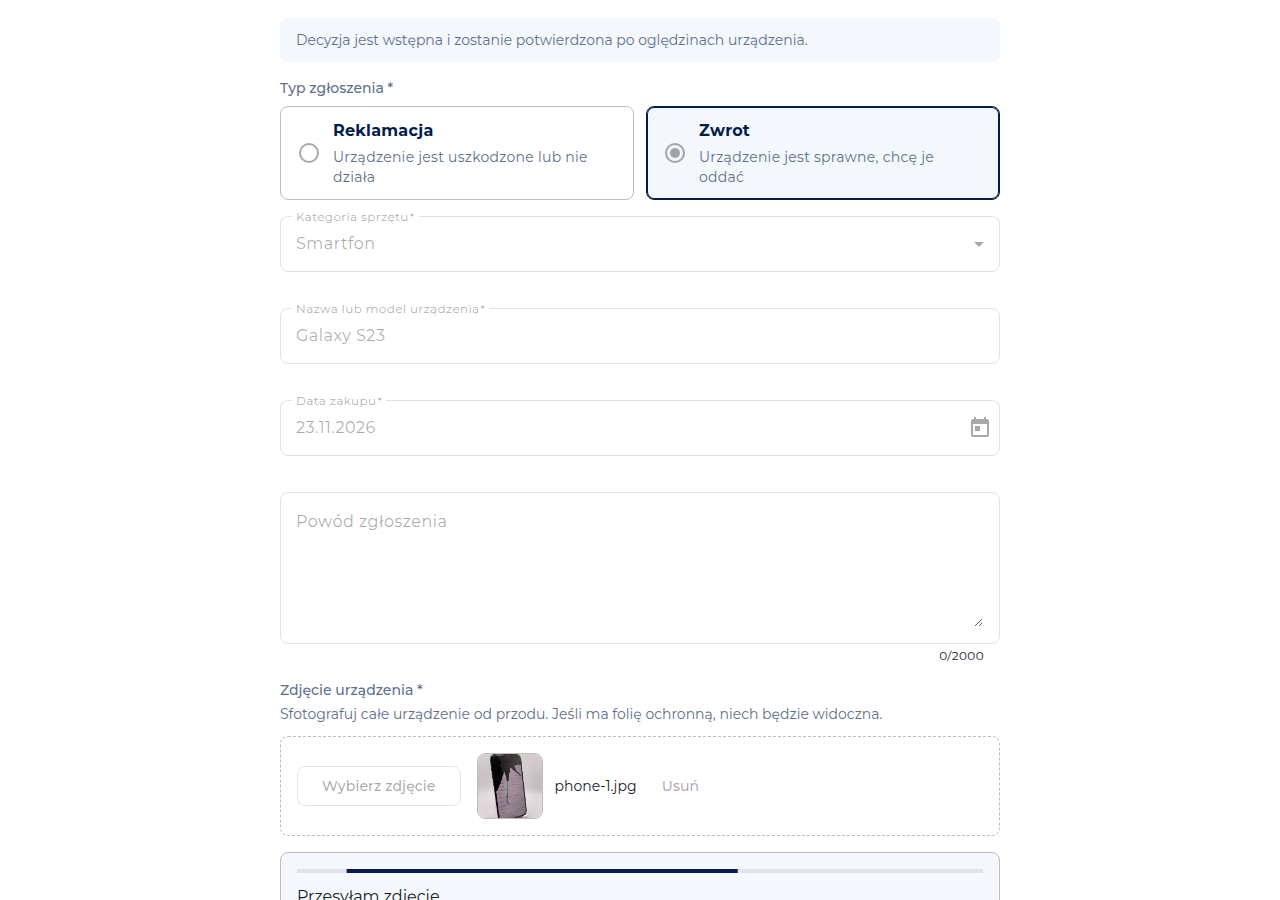 Decyzja jest wstępna i zostanie potwierdzona po oględzinach urządzenia.
Typ zgłoszenia *
Reklamacja
Urządzenie jest uszkodzone lub nie
działa
Zwrot
Urządzenie jest sprawne, chcę je
oddać
Kategoria sprzętu*
Smartfon
Nazwa lub model urządzenia*
Galaxy S23
Data zakupu*
23.11.2026
Powód zgłoszenia
0/2000
Zdjęcie urządzenia *
Sfotografuj całe urządzenie od przodu. Jeśli ma folię ochronną, niech będzie widoczna.
Wybierz zdjęcie
phone-1.jpg
Usuń
Przesyłam zdjęcie